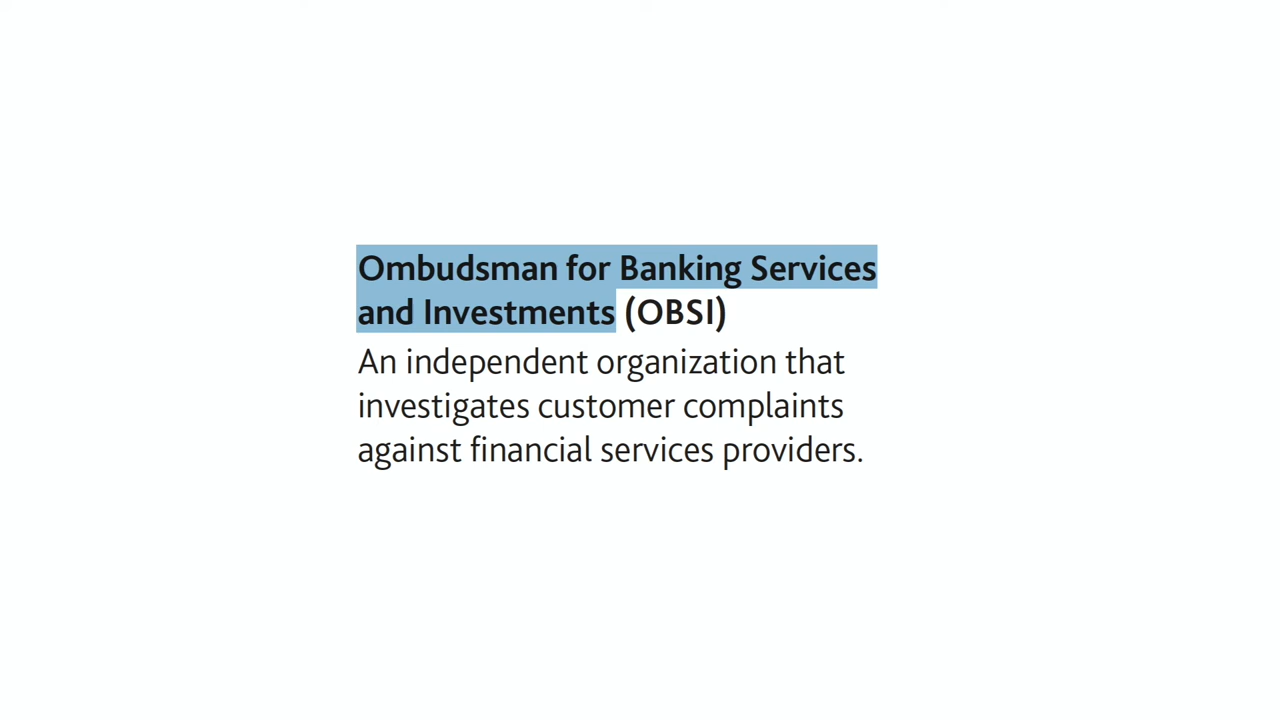 Ombudsman for Banking Services
and Investments (OBSI)
An independent organization that
investigates customer complaints
against financial services providers.